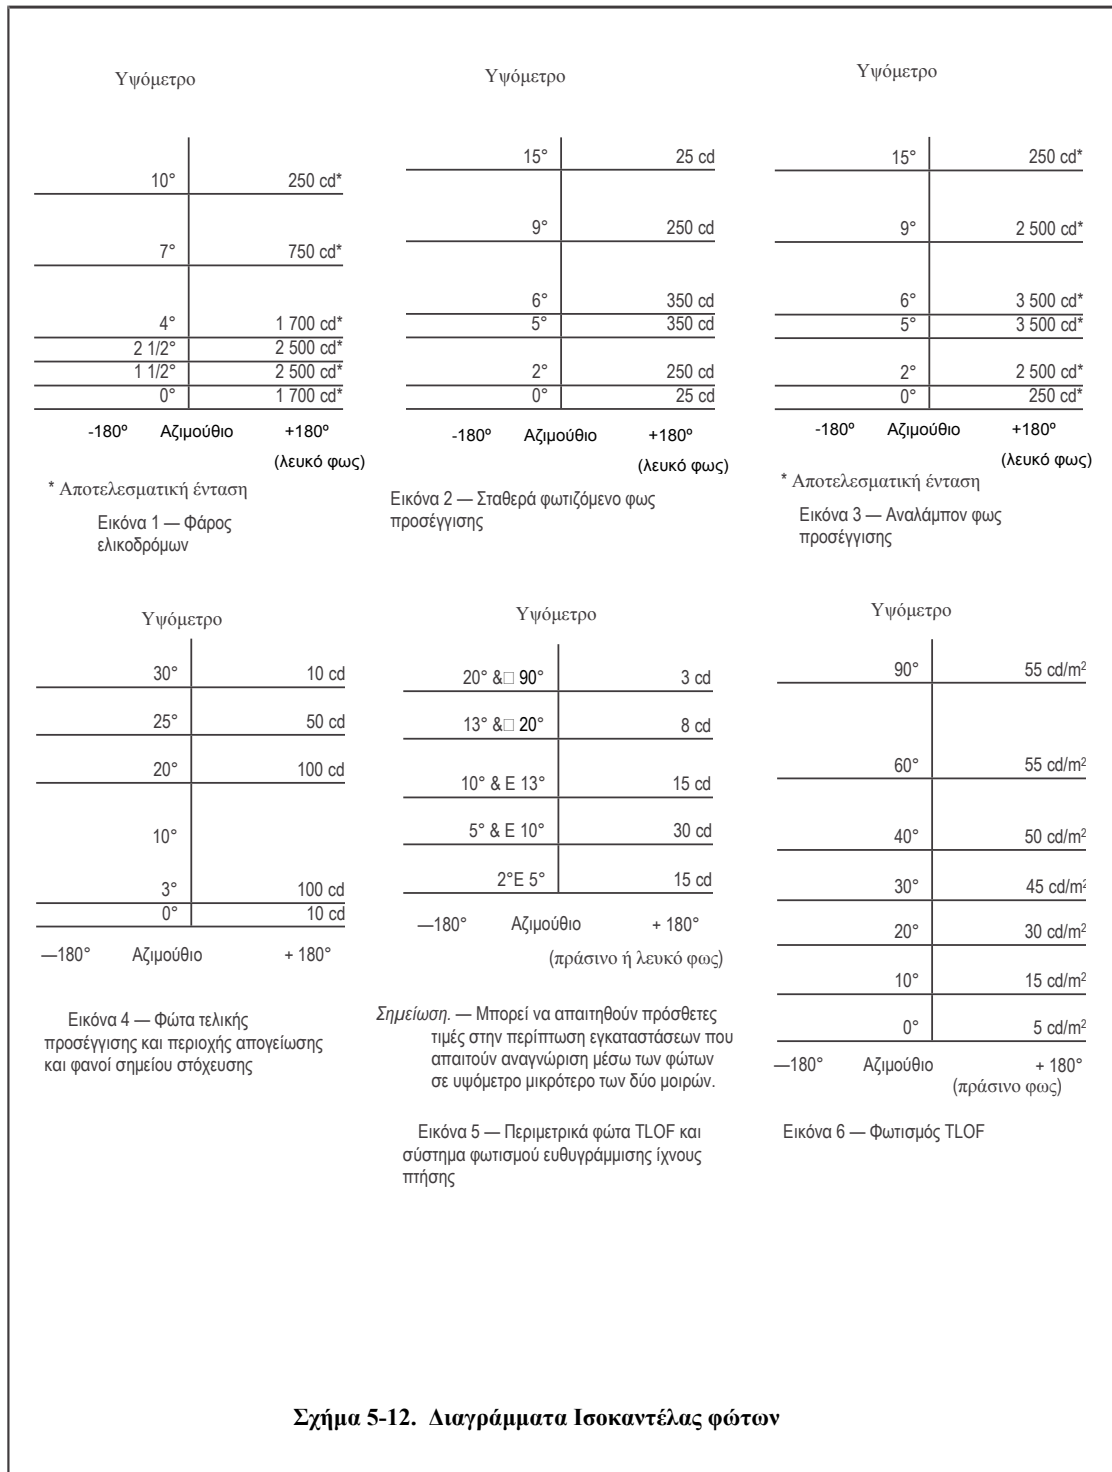 Υψόμετρο
10° 250 cd*
7° 750 cd*
4° 1 700 cd*
2 1/2° 2 500 cd*
1 1/2° 2 500 cd*
0° 1 700 cd*
-180º Αζιμούθιο +180º
(λευκό φως)
* Αποτελεσματική ένταση
Εικόνα 1 — Φάρος
ελικοδρόμων
Υψόμετρο
15° 25 cd
9° 250 cd
6° 350 cd
5° 350 cd
2° 250 cd
0° 25 cd
-180º Αζιμούθιο +180º
(λευκό φως)
Εικόνα 2 — Σταθερά φωτιζόμενο φως
προσέγγισης
Υψόμετρο
15° 250 cd*
9° 2 500 cd*
6° 3 500 cd*
5° 3 500 cd*
2° 2 500 cd*
0° 250 cd*
-180º Αζιμούθιο +180º
(λευκό φως)
* Αποτελεσματική ένταση
Εικόνα 3 — Αναλάμπον φως
προσέγγισης
Υψόμετρο
30° 10 cd
25° 50 cd
20° 100 cd
10°
3° 100 cd
0° 10 cd
—180° Αζιμούθιο + 180°
Εικόνα 4 — Φώτα τελικής
προσέγγισης και περιοχής απογείωσης
και φανοί σημείου στόχευσης
Υψόμετρο
20° &□ 90° 3 cd
13° &□ 20° 8 cd
10° & E 13° 15 cd
5° & E 10° 30 cd
2°E 5° 15 cd
—180° Αζιμούθιο + 180°
(πράσινο ή λευκό φως)
Σημείωση. — Μπορεί να απαιτηθούν πρόσθετες
τιμές στην περίπτωση εγκαταστάσεων που
απαιτούν αναγνώριση μέσω των φώτων
σε υψόμετρο μικρότερο των δύο μοιρών.
Εικόνα 5 — Περιμετρικά φώτα TLOF και
σύστημα φωτισμού ευθυγράμμισης ίχνους
πτήσης
Υψόμετρο
90° 55 cd/m²
60° 55 cd/m²
40° 50 cd/m²
30° 45 cd/m²
20° 30 cd/m²
10° 15 cd/m²
0° 5 cd/m²
—180° Αζιμούθιο + 180°
(πράσινο φως)
Εικόνα 6 — Φωτισμός TLOF
Σχήμα 5-12. Διαγράμματα Ισοκαντέλας φώτων